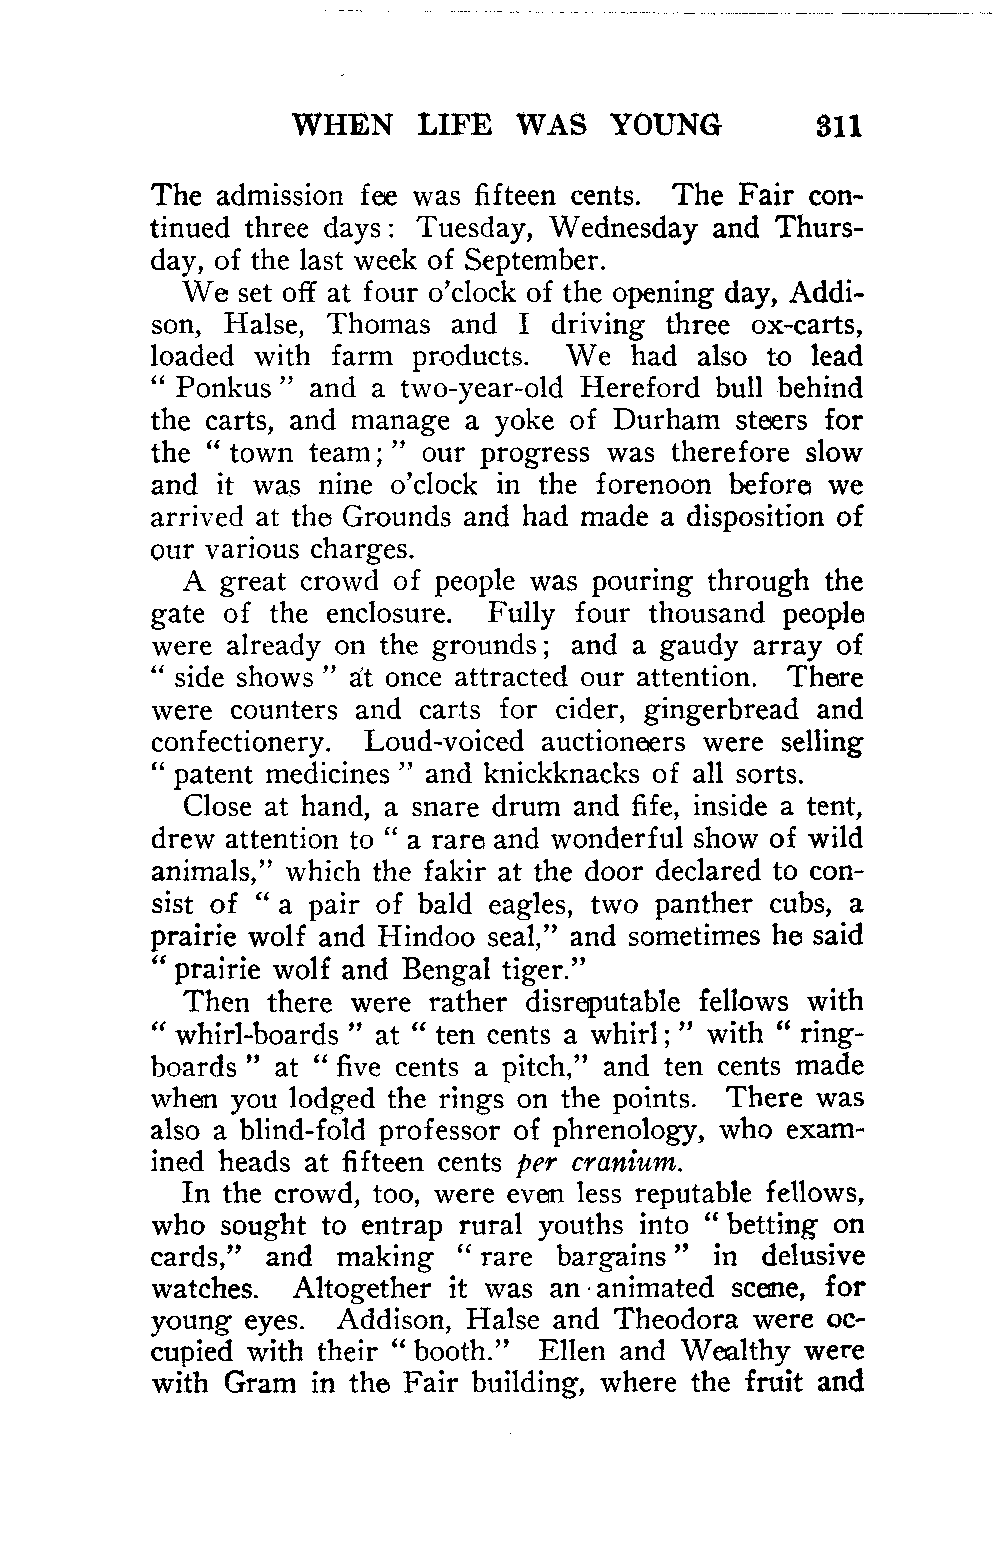 WHEN LIFE WAS YOUNG 311
The admission fee was fifteen cents. The Fair con-
tinued three days: Tuesday, Wednesday and Thurs-
day, of the last week of September.
We set off at four o'clock of the opening day, Addi-
son, Halse, Thomas and I driving three ox-carts,
loaded with farm products. We had also to lead
" Ponkus " and a two-year-old Hereford bull behind
the carts, and manage a yoke of Durham steers for
the " town team; " our progress was therefore slow
and it was nine o'clock in the forenoon before we
arrived at the Grounds and had made a disposition of
our various charges.
A great crowd of people was pouring through the
gate of the enclosure. Fully four thousand people
were already on the grounds; and a gaudy array of
" side shows " at once attracted our attention. There
were counters and carts for cider, gingerbread and
confectionery. Loud-voiced auctioneers were selling
" patent medicines " and knickknacks of all sorts.
Close at hand, a snare drum and fife, inside a tent,
drew attention to " a rare and wonderful show of wild
animals," which the fakir at the door declared to con-
sist of " a pair of bald eagles, two panther cubs, a
prairie wolf and Hindoo seal," and sometimes he said
" prairie wolf and Bengal tiger."
Then there were rather disreputable fellows with
" whirl-boards " at " ten cents a whirl; " with " ring-
boards " at " five cents a pitch," and ten cents made
when you lodged the rings on the points. There was
also a blind-fold professor of phrenology, who exam-
ined heads at fifteen cents per cranium.
In the crowd, too, were even less reputable fellows,
who sought to entrap rural youths into " betting on
cards," and making " rare bargains " in delusive
watches. Altogether it was an animated scene, for
young eyes. Addison, Halse and Theodora were oc-
cupied with their " booth." Ellen and Wealthy were
with Gram in the Fair building, where the fruit and